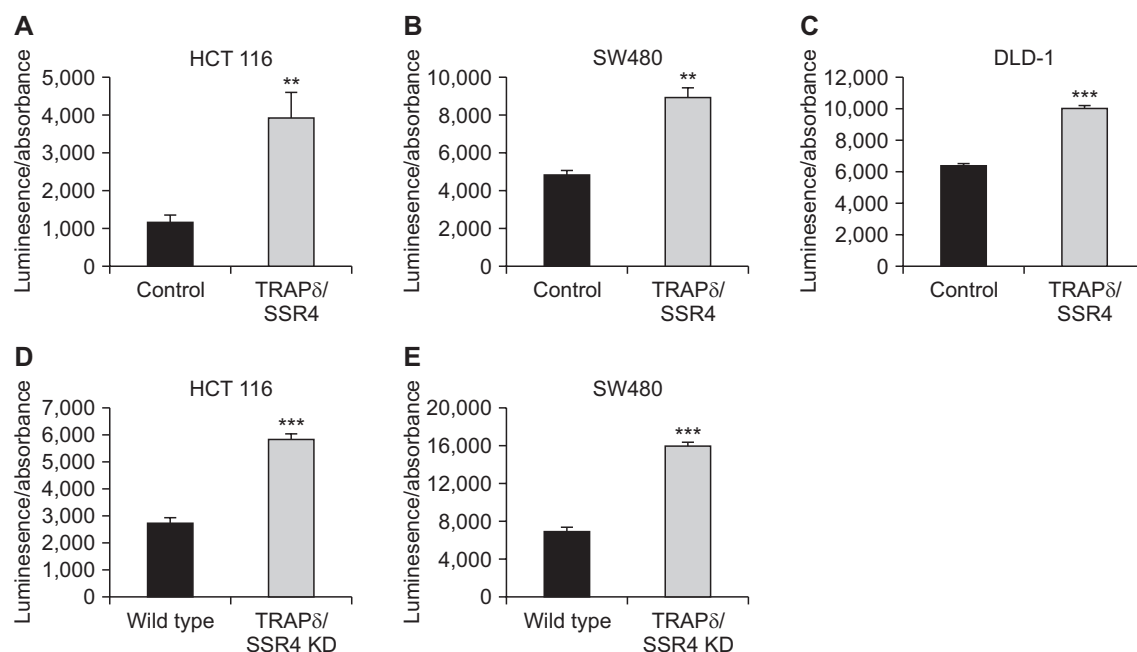 A
HCT 116
Luminesence/absorbance
5,000
4,000
3,000
2,000
1,000
0
**
Control
TRAPδ/
SSR4
B
SW480
Luminesence/absorbance
10,000
8,000
6,000
4,000
2,000
0
**
Control
TRAPδ/
SSR4
C
DLD-1
Luminesence/absorbance
12,000
10,000
8,000
6,000
4,000
2,000
0
***
Control
TRAPδ/
SSR4
D
HCT 116
Luminesence/absorbance
7,000
6,000
5,000
4,000
3,000
2,000
1,000
0
***
Wild type
TRAPδ/
SSR4 KD
E
SW480
Luminesence/absorbance
20,000
16,000
12,000
8,000
4,000
0
***
Wild type
TRAPδ/
SSR4 KD